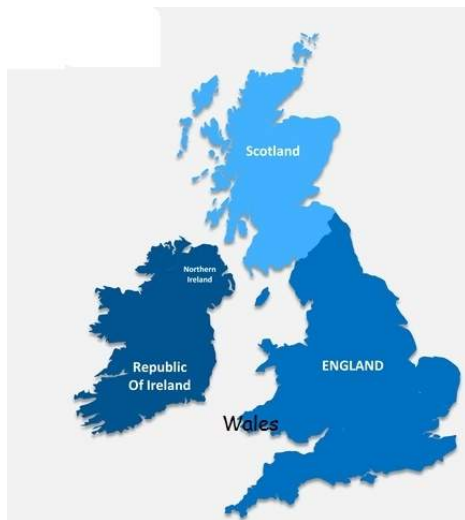 Scotland
Northern
Ireland
Republic
Of Ireland
ENGLAND
Wales